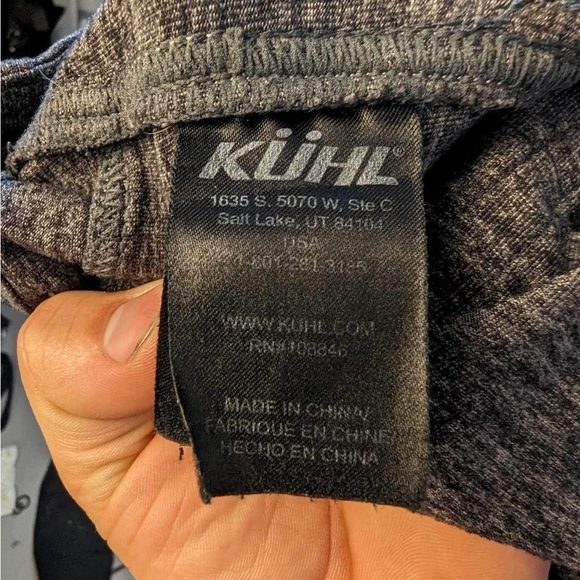 KÜHL®
1635 S. 5070 W, Ste C
Salt Lake, UT 84104
USA
WWW.KUHL.COM
RN#108846
MADE IN CHINA/
FABRIQUE EN CHINE/
HECHO EN CHINA